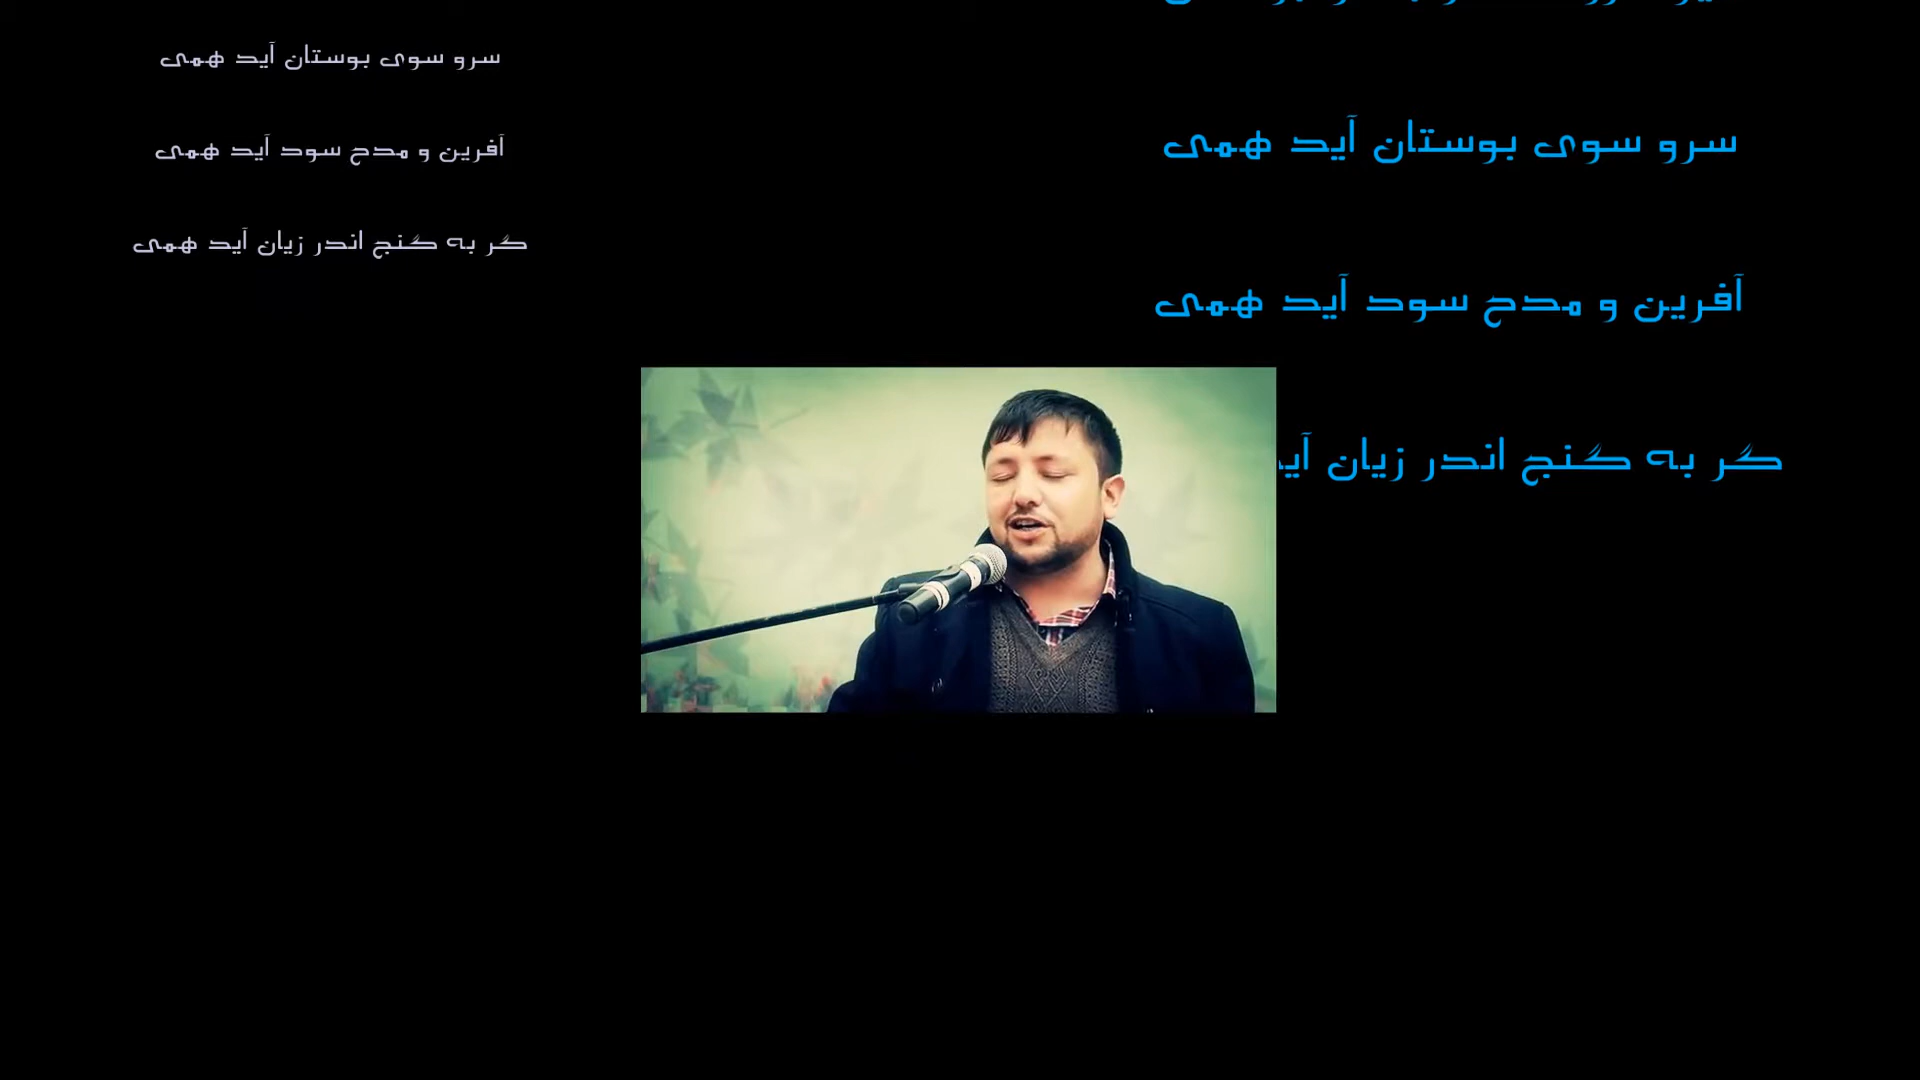 سرو سوی بوستان آید همی
آفرین و مدح سود آید همی
گر به گنج اندر زیان آید همی
سرو سوی بوستان آید همی
آفرین و مدح سود آید همی
گر به گنج اندر زیان